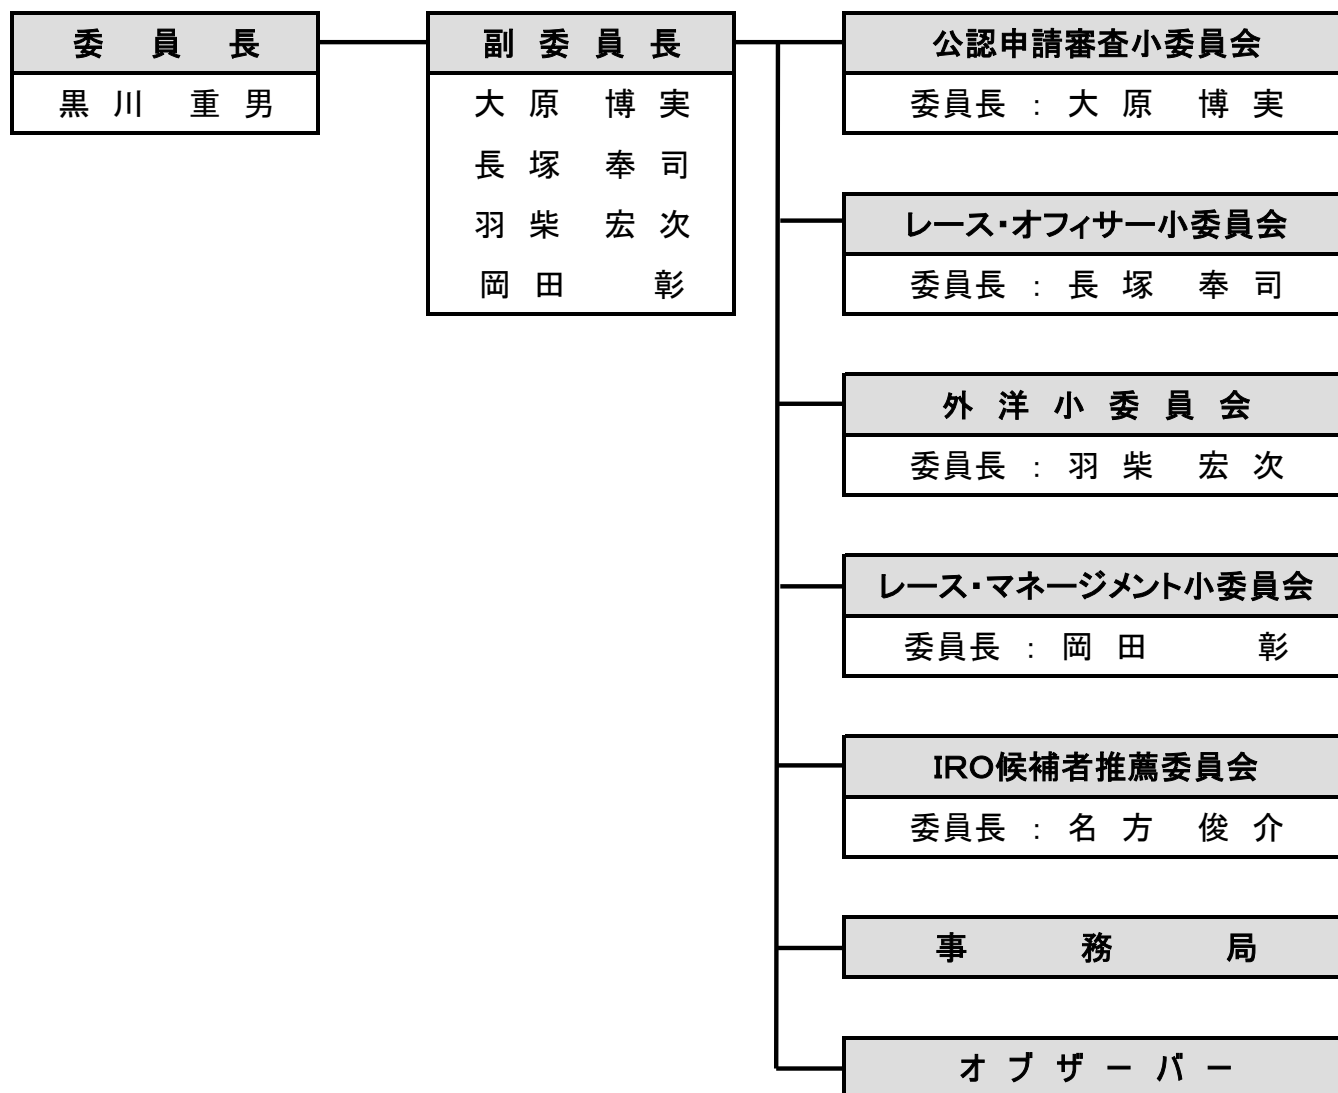 委 員 長
黒 川 重 男
副 委 員 長
大 原 博 実
長 塚 奉 司
羽 柴 宏 次
岡 田 彰
公認申請審査小委員会
委員長 : 大 原 博 実
レース・オフィサー小委員会
委員長 : 長 塚 奉 司
外 洋 小 委 員 会
委員長 : 羽 柴 宏 次
レース・マネージメント小委員会
委員長 : 岡 田 彰
IRO候補者推薦委員会
委員長 : 名 方 俊 介
事 務 局
オ ブ ザ ー バ ー